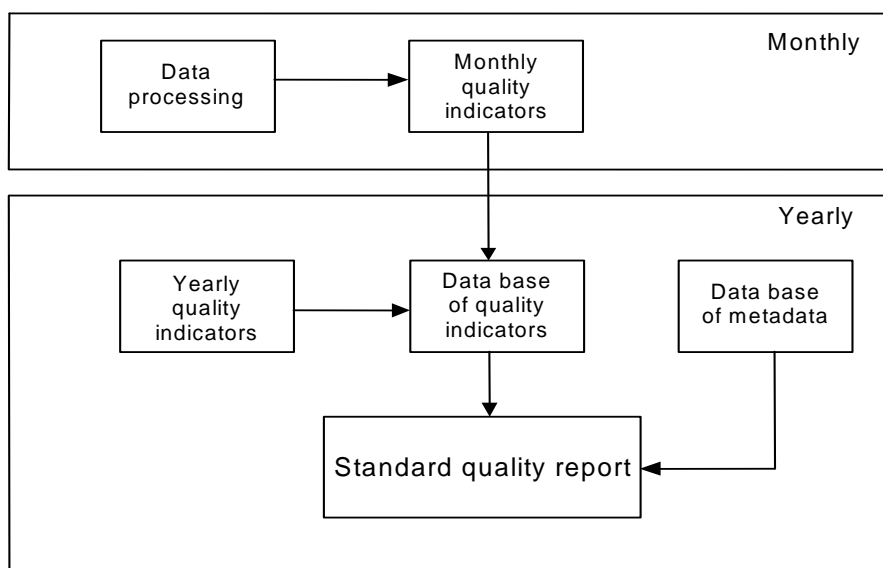 Monthly
Data
processing
Monthly
quality
indicators
Yearly
Yearly
quality
indicators
Data base
of quality
indicators
Data base
of metadata
Standard quality report